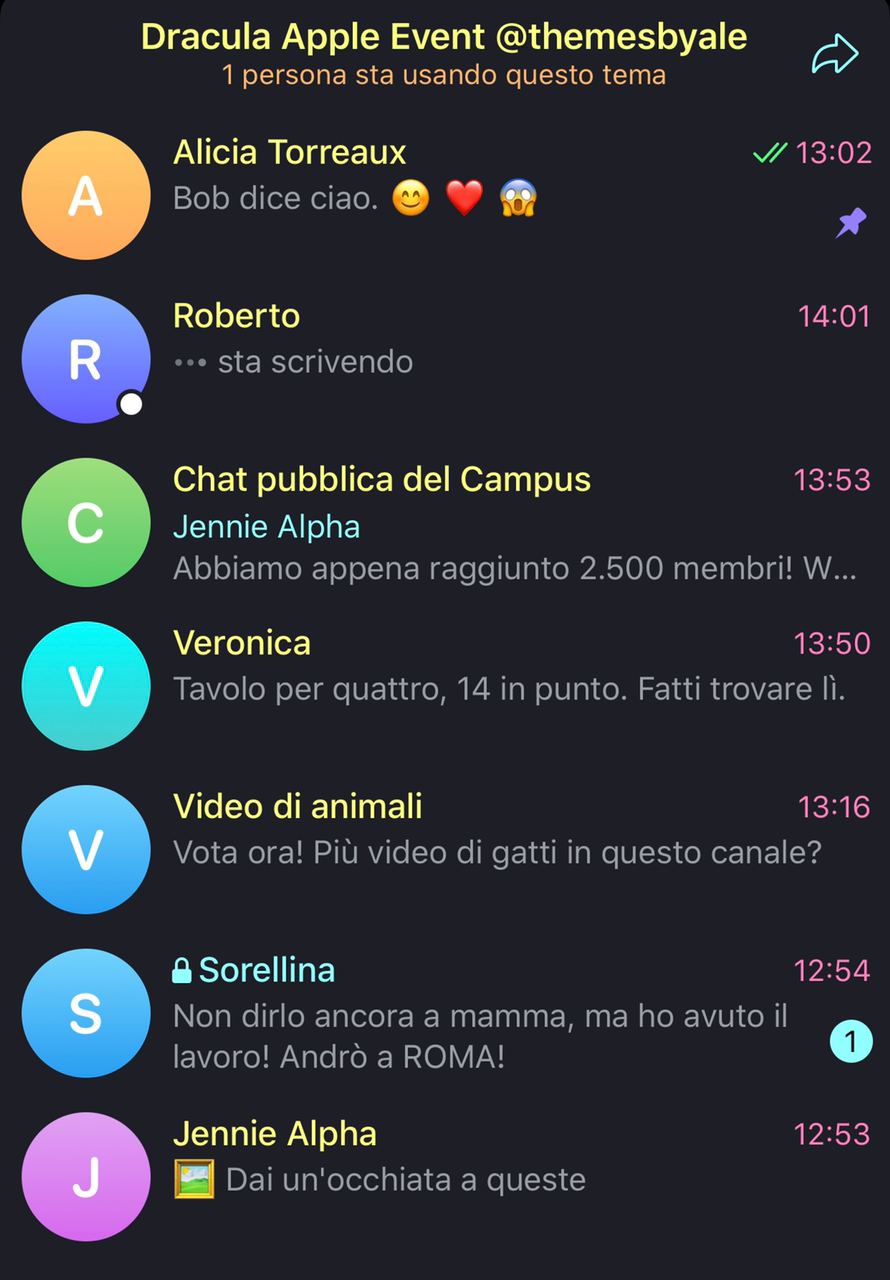 Dracula Apple Event @themesbyale
1 persona sta usando questo tema
A
Alicia Torreaux
13:02
Bob dice ciao. 😊 ❤️ 😱
R
Roberto
14:01
••• sta scrivendo
C
Chat pubblica del Campus
13:53
Jennie Alpha
Abbiamo appena raggiunto 2.500 membri! W...
V
Veronica
13:50
Tavolo per quattro, 14 in punto. Fatti trovare lì.
V
Video di animali
13:16
Vota ora! Più video di gatti in questo canale?
S
Sorellina
12:54
Non dirlo ancora a mamma, ma ho avuto il
lavoro! Andrò a ROMA!
1
J
Jennie Alpha
12:53
🖼️ Dai un'occhiata a queste